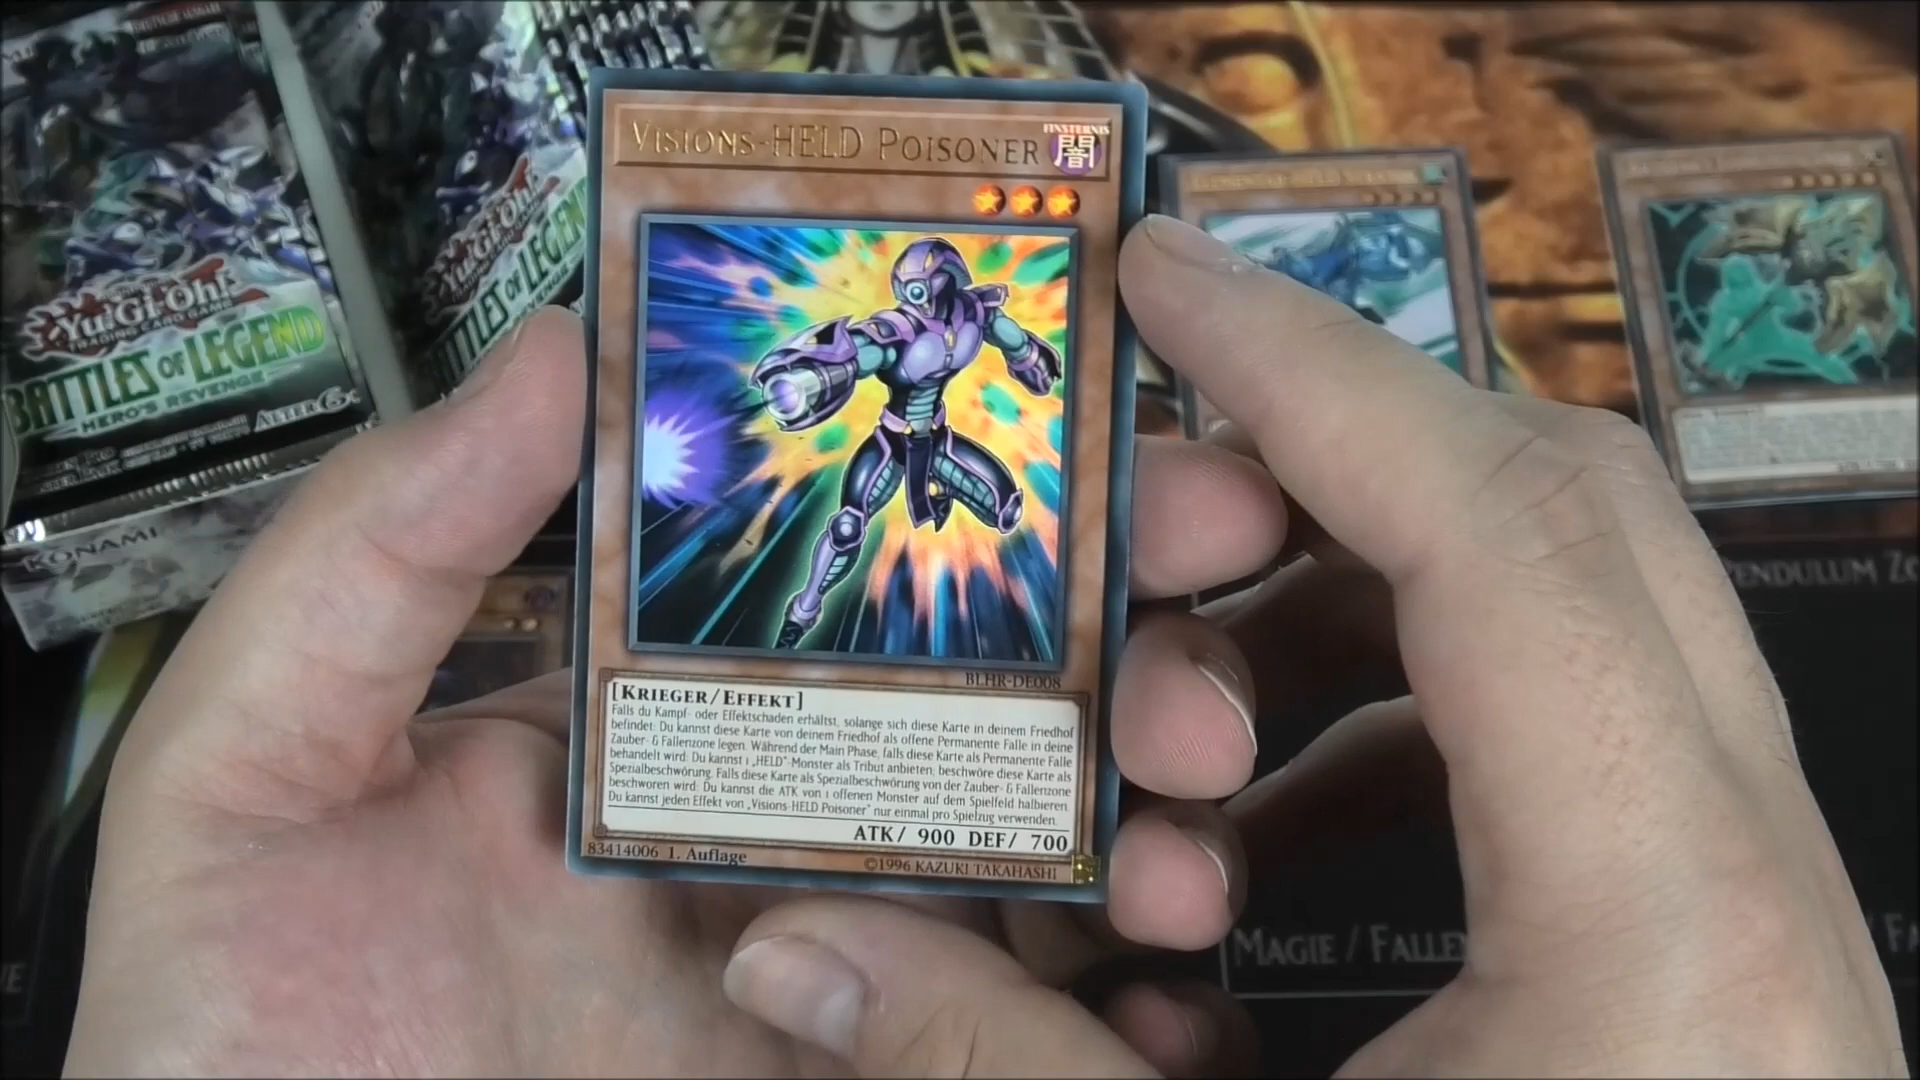 Visions-HELD Poisoner
FINSTERNIS
闇
BLHR-DE008
[Krieger/Effekt]
Falls du Kampf- oder Effektschaden erhältst, solange sich diese Karte in deinem Friedhof
befindet: Du kannst diese Karte von deinem Friedhof als offene Permanente Falle in deine
Zauber- & Fallenzone legen. Während der Main Phase, falls diese Karte als Permanente Falle
behandelt wird: Du kannst 1 „HELD"-Monster als Tribut anbieten; beschwöre diese Karte als
Spezialbeschwörung. Falls diese Karte als Spezialbeschwörung von der Zauber- & Fallenzone
beschworen wird: Du kannst die ATK von 1 offenen Monster auf dem Spielfeld halbieren.
Du kannst jeden Effekt von „Visions-HELD Poisoner" nur einmal pro Spielzug verwenden.
ATK/ 900 DEF/ 700
83414006 1. Auflage
©1996 KAZUKI TAKAHASHI
Yu-Gi-Oh!
TRADING CARD GAME
BATTLES OF LEGEND
HERO'S REVENGE
ALTER 6+
KONAMI
Yu-Gi-Oh!
BATTLES OF LEGEN
PENDULUM ZO
MAGIE / FALLEN